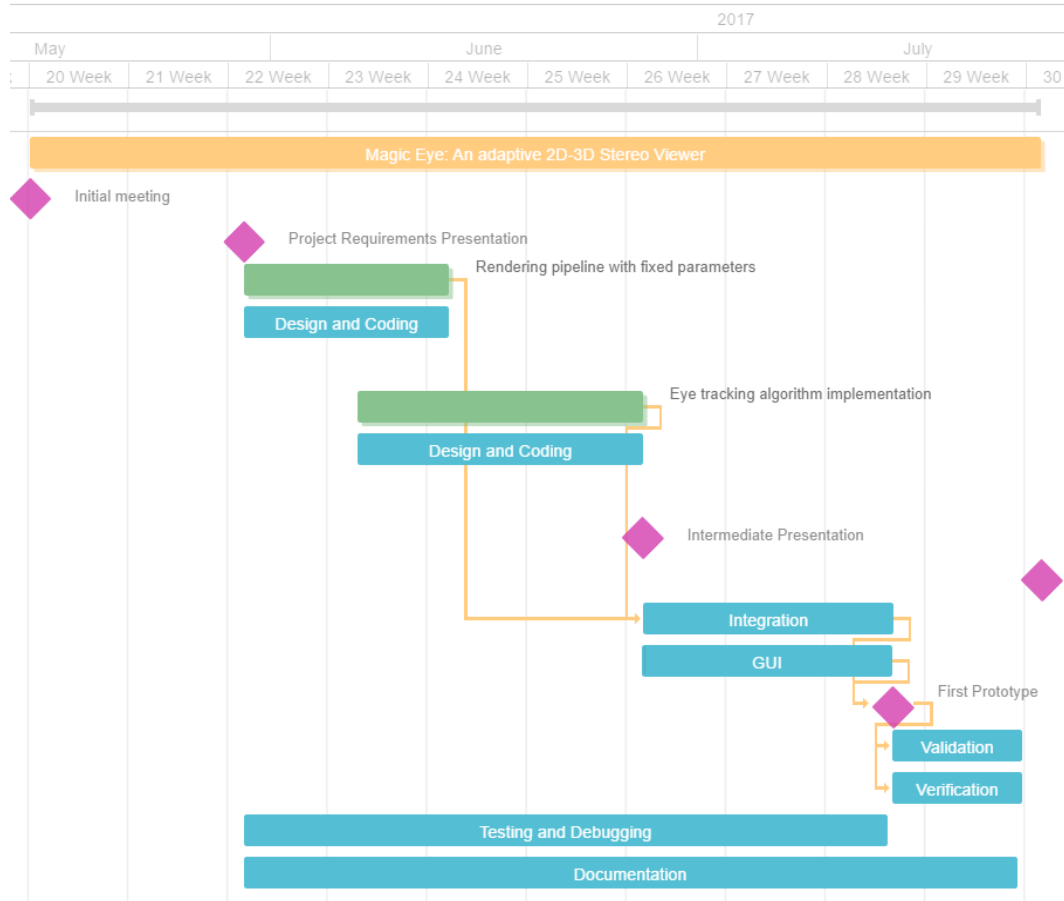 2017
May June July
20 Week 21 Week 22 Week 23 Week 24 Week 25 Week 26 Week 27 Week 28 Week 29 Week 30
Magic Eye: An adaptive 2D-3D Stereo Viewer
Initial meeting
Project Requirements Presentation
Rendering pipeline with fixed parameters
Design and Coding
Eye tracking algorithm implementation
Design and Coding
Intermediate Presentation
Integration
GUI
First Prototype
Validation
Verification
Testing and Debugging
Documentation